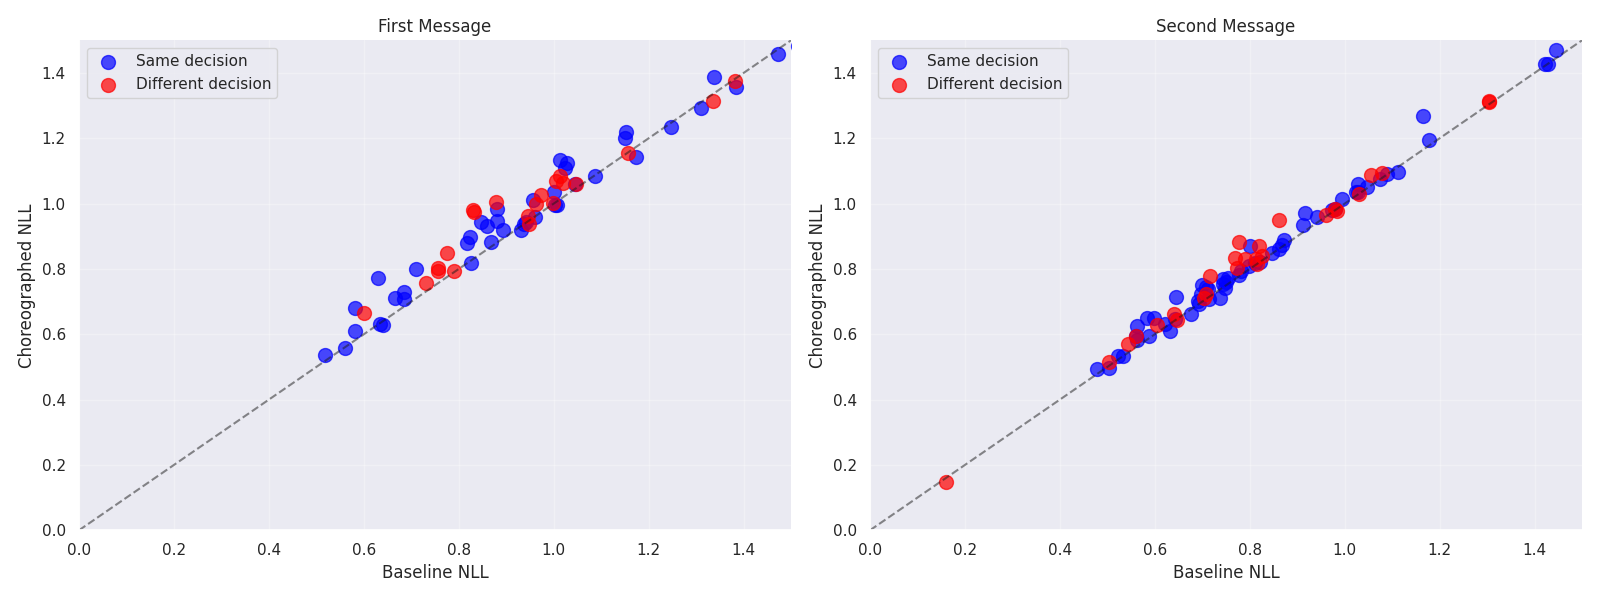 First Message
Same decision
Different decision
Choreographed NLL
1.4
1.2
1.0
0.8
0.6
0.4
0.2
0.0
0.0 0.2 0.4 0.6 0.8 1.0 1.2 1.4
Baseline NLL
Second Message
Same decision
Different decision
Choreographed NLL
1.4
1.2
1.0
0.8
0.6
0.4
0.2
0.0
0.0 0.2 0.4 0.6 0.8 1.0 1.2 1.4
Baseline NLL